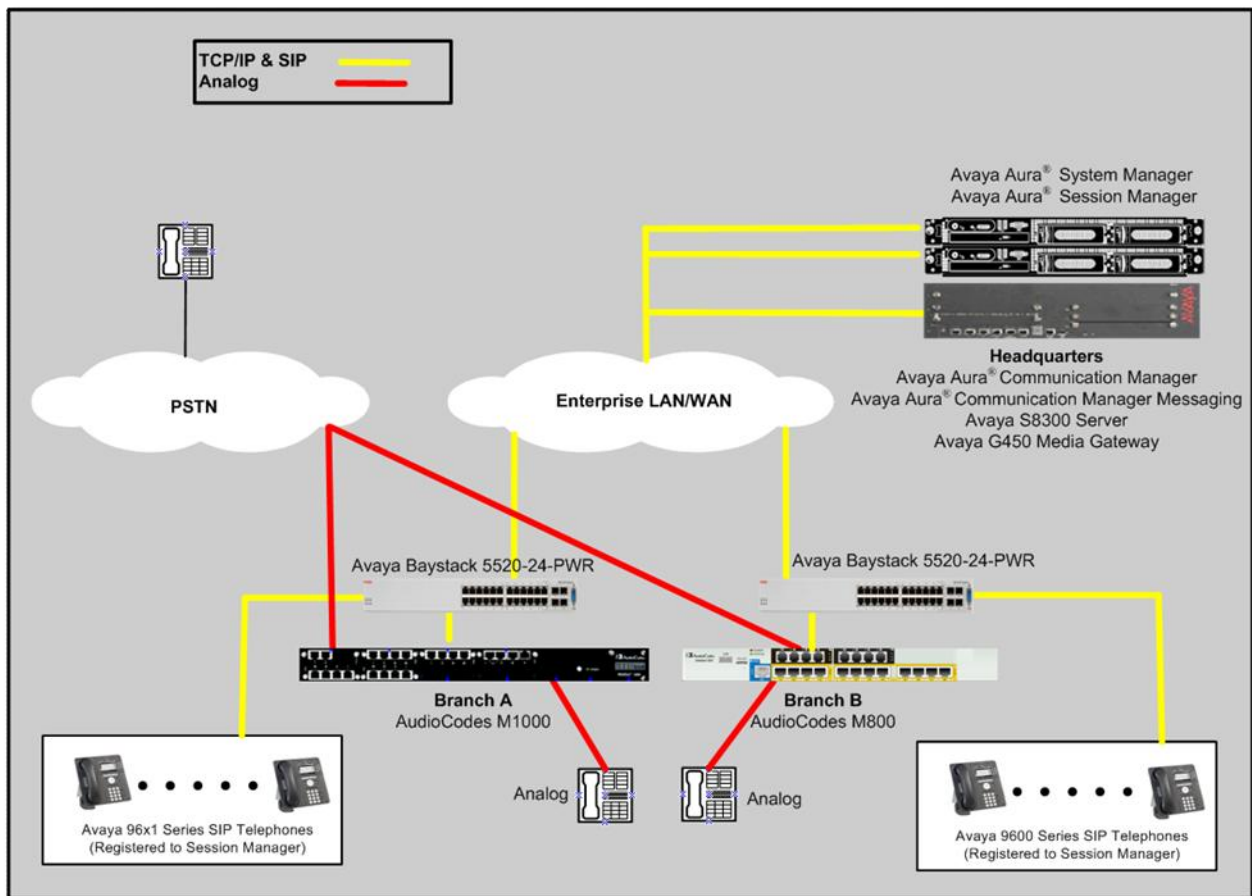 TCP/IP & SIP
Analog
Avaya Aura® System Manager
Avaya Aura® Session Manager
PSTN
Enterprise LAN/WAN
Headquarters
Avaya Aura® Communication Manager
Avaya Aura® Communication Manager Messaging
Avaya S8300 Server
Avaya G450 Media Gateway
Avaya Baystack 5520-24-PWR
Avaya Baystack 5520-24-PWR
AudioCodes
AudioCodes
Branch A
AudioCodes M1000
Branch B
AudioCodes M800
Analog
Analog
Avaya 96x1 Series SIP Telephones
(Registered to Session Manager)
Avaya 9600 Series SIP Telephones
(Registered to Session Manager)